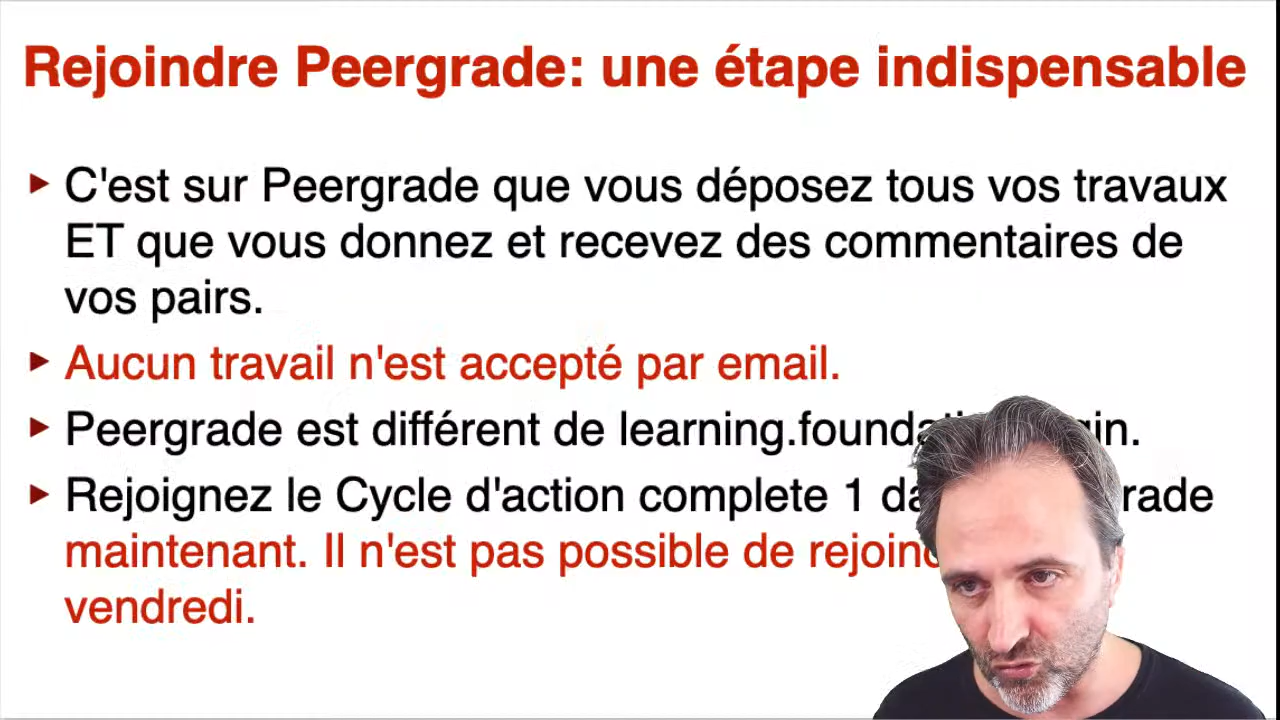 Rejoindre Peergrade: une étape indispensable
C'est sur Peergrade que vous déposez tous vos travaux
ET que vous donnez et recevez des commentaires de
vos pairs.
Aucun travail n'est accepté par email.
Peergrade est différent de
Rejoignez le Cycle d'action complete 1
maintenant. Il n'est pas possible de
vendredi.